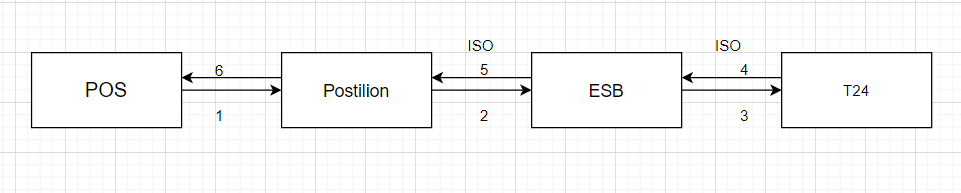 ISO
ISO
6
5
4
POS
Postilion
ESB
T24
1
2
3